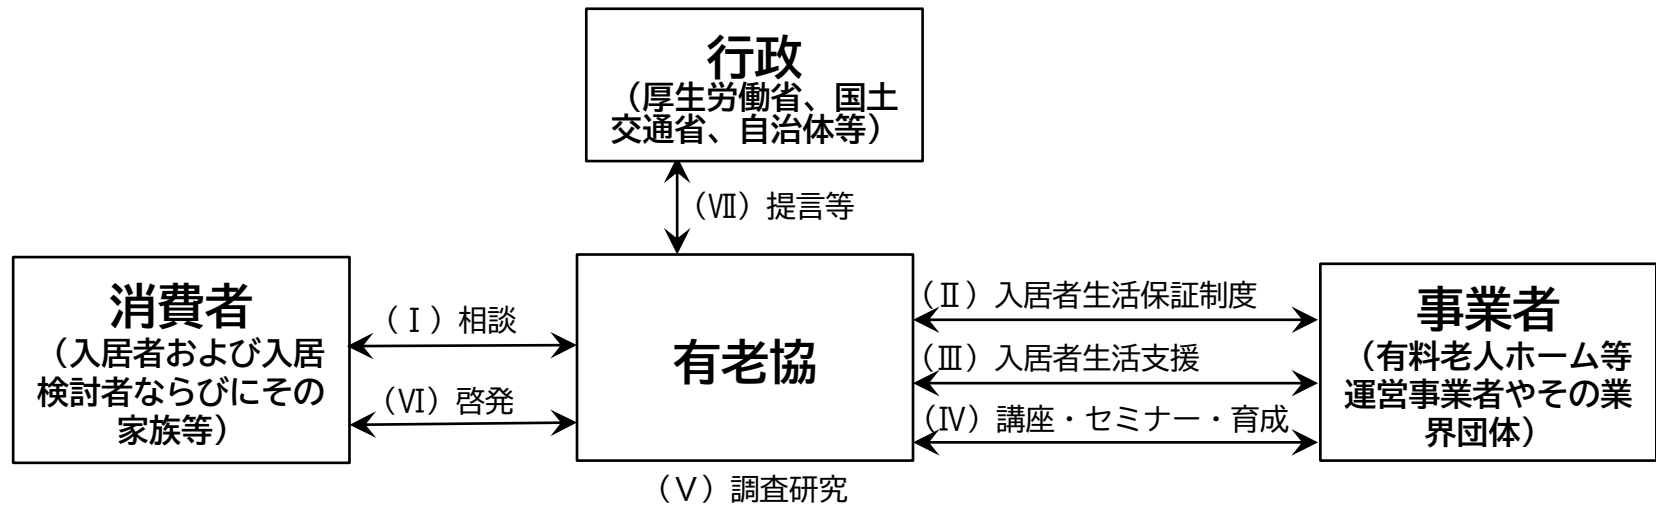 行政
（厚生労働省、国土
交通省、自治体等）
（Ⅶ）提言等
消費者
（入居者および入居
検討者ならびにその
家族等）
（Ⅰ）相談
（Ⅵ）啓発
有老協
（Ⅴ）調査研究
（Ⅱ）入居者生活保証制度
（Ⅲ）入居者生活支援
（Ⅳ）講座・セミナー・育成
事業者
（有料老人ホーム等
運営事業者やその業
界団体）